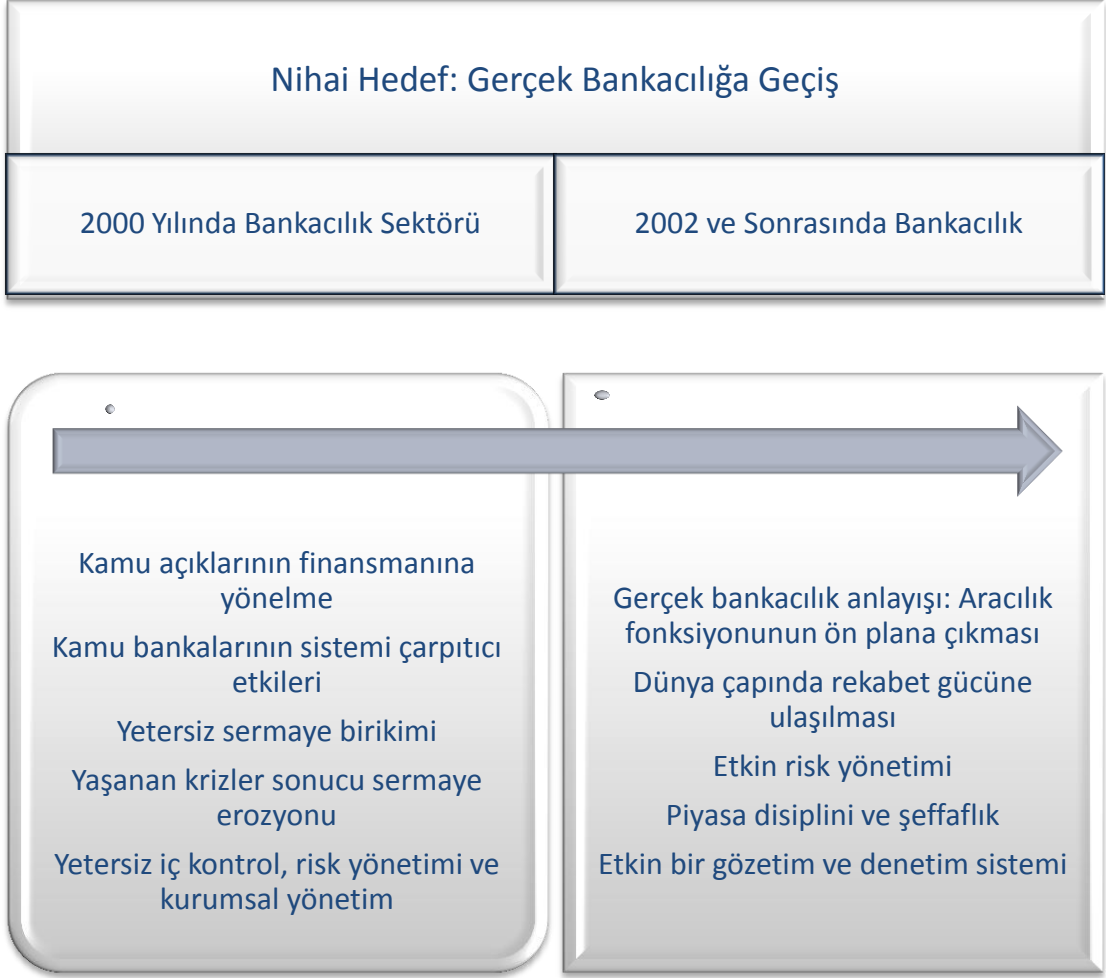 Nihai Hedef: Gerçek Bankacılığa Geçiş
2000 Yılında Bankacılık Sektörü
2002 ve Sonrasında Bankacılık
Kamu açıklarının finansmanına
yönelme
Kamu bankalarının sistemi çarpıtıcı
etkileri
Yetersiz sermaye birikimi
Yaşanan krizler sonucu sermaye
erozyonu
Yetersiz iç kontrol, risk yönetimi ve
kurumsal yönetim
Gerçek bankacılık anlayışı: Aracılık
fonksiyonunun ön plana çıkması
Dünya çapında rekabet gücüne
ulaşılması
Etkin risk yönetimi
Piyasa disiplini ve şeffaflık
Etkin bir gözetim ve denetim sistemi